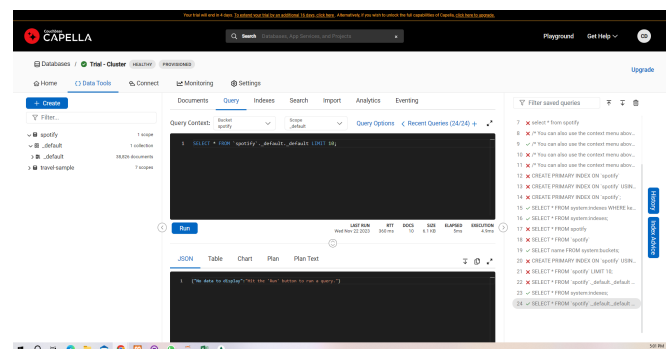 Your trial will end in 4 days. To extend your trial by an additional 16 days, click here. Alternatively, if you wish to unlock the full capabilities of Capella, click here to upgrade.
Couchbase
CAPELLA
Search Databases, App Services, and Projects
Playground Get Help CD
Databases / Trial - Cluster HEALTHY PROVISIONED
Upgrade
Home Data Tools Connect Monitoring Settings
+ Create
Filter...
spotify 1 scope
_default 1 collection
_default 30,826 documents
travel-sample 7 scopes
Documents Query Indexes Search Import Analytics Eventing
Query Context: Bucket spotify Scope _default Query Options < Recent Queries (24/24) +
1 SELECT * FROM `spotify`._default._default LIMIT 10;
Run
LAST RUN RTT DOCS SIZE ELAPSED EXECUTION
Wed Nov 22 2023 360 ms 10 6.1 KB 5ms 4.9ms
JSON Table Chart Plan Plan Text
1 {"No data to display":"Hit the `Run` button to run a query."}
Filter saved queries
7 select * from spotify
8 /* You can also use the context menu abov...
9 /* You can also use the context menu abov...
10 /* You can also use the context menu abov...
11 /* You can also use the context menu abov...
12 CREATE PRIMARY INDEX ON `spotify`
13 CREATE PRIMARY INDEX ON `spotify` USIN...
14 CREATE PRIMARY INDEX ON `spotify`;
15 SELECT * FROM system:indexes WHERE ke...
16 SELECT * FROM system:indexes;
17 SELECT * FROM spotify
18 SELECT * FROM `spotify`
19 SELECT name FROM system:buckets;
20 CREATE PRIMARY INDEX ON `spotify` USIN...
21 SELECT * FROM `spotify` LIMIT 10;
22 SELECT * FROM `spotify`._default._default ...
23 SELECT * FROM system:indexes;
24 SELECT * FROM `spotify`._default._default...
History
Index Advice
5:01 PM